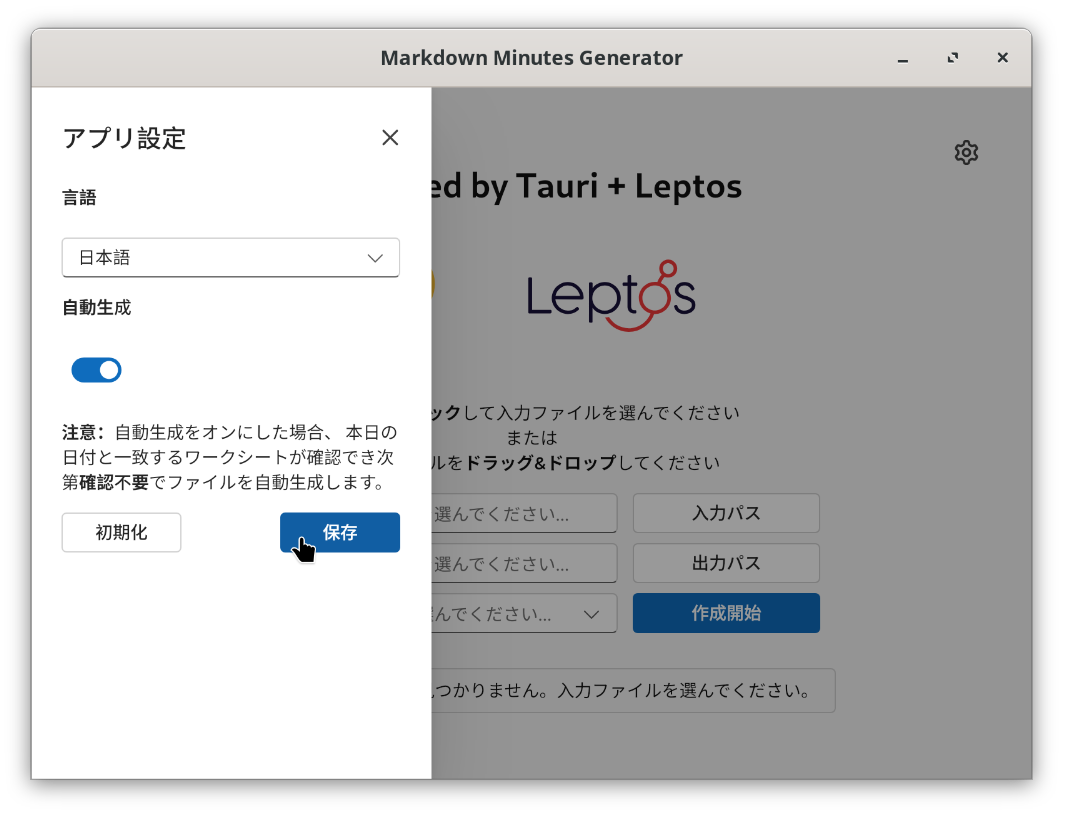 Markdown Minutes Generator
アプリ設定
言語
日本語
自動生成
注意：自動生成をオンにした場合、 本日の
日付と一致するワークシートが確認でき次
第確認不要でファイルを自動生成します。
初期化
保存
ed by Tauri + Leptos
Leptos
ックして入力ファイルを選んでください
または
ルをドラッグ&ドロップしてください
選んでください...
入力パス
選んでください...
出力パス
んでください...
作成開始
つかりません。入力ファイルを選んでください。